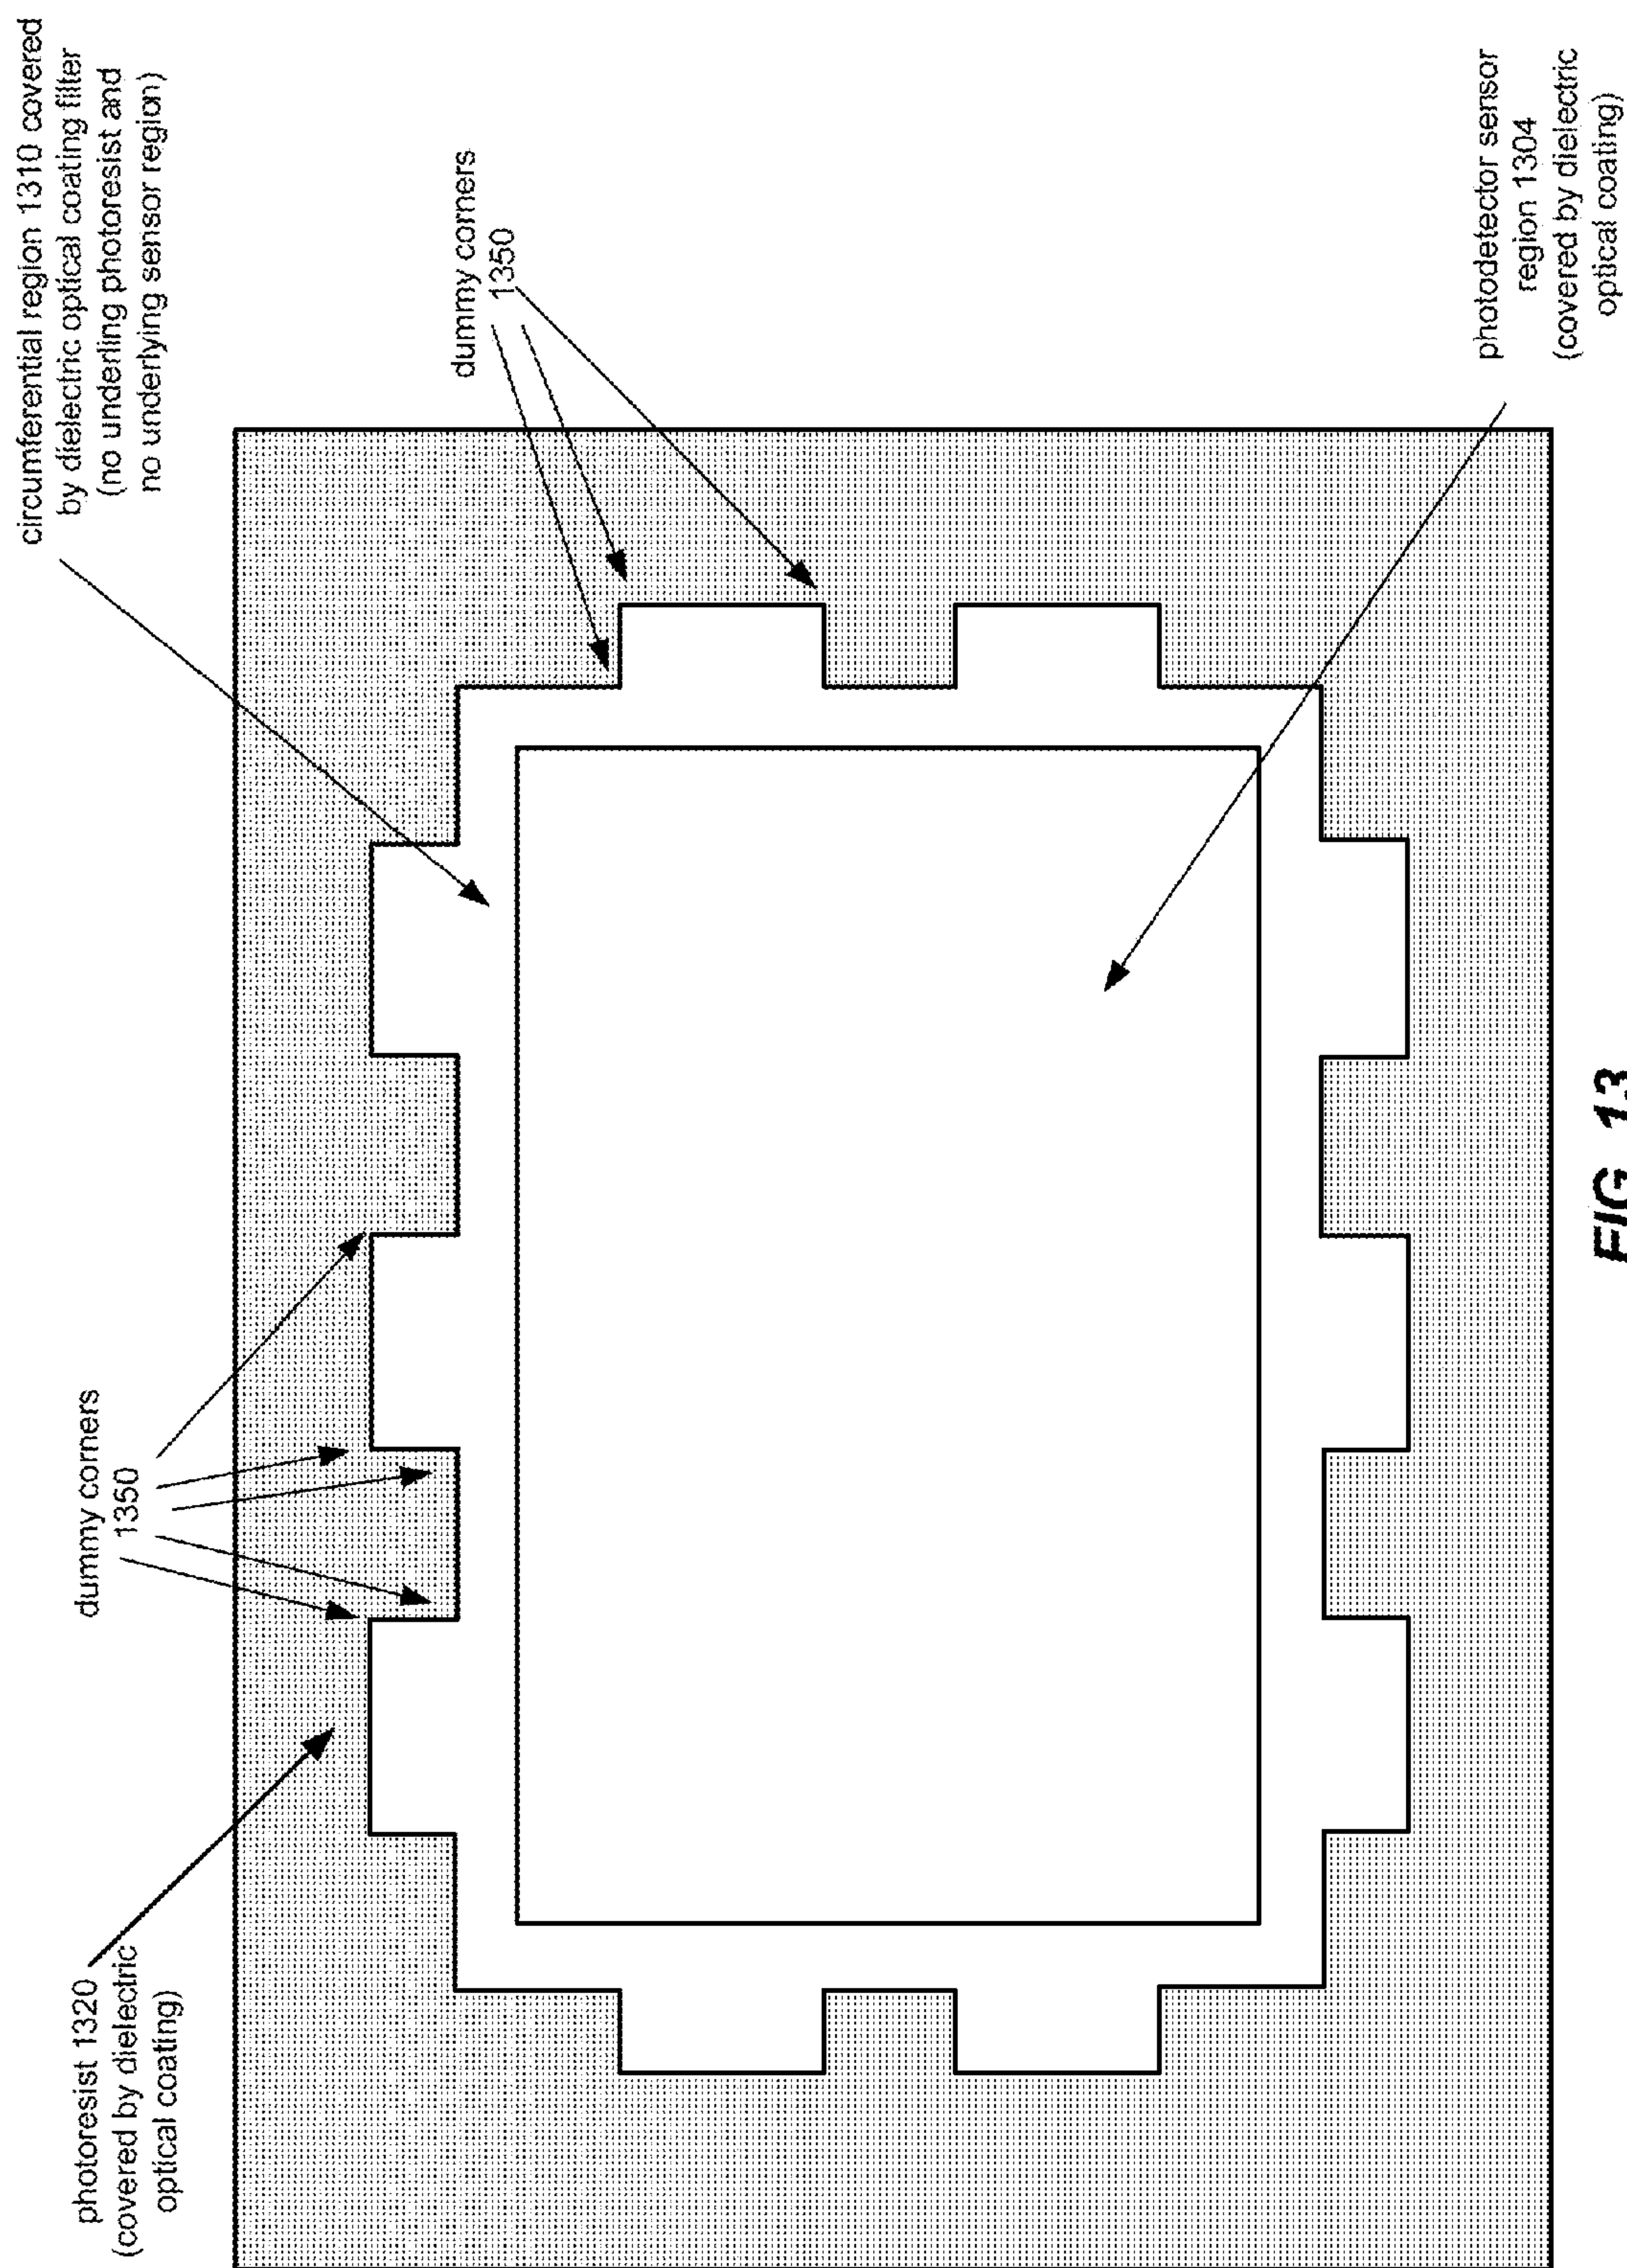 circumferential region 1310 covered
by dielectric optical coating filter
(no underling photoresist and
no underlying sensor region)
dummy corners
1350
photoresist 1320
(covered by dielectric
optical coating)
dummy corners
1350
photodetector sensor
region 1304
(covered by dielectric
optical coating)
FIG. 13